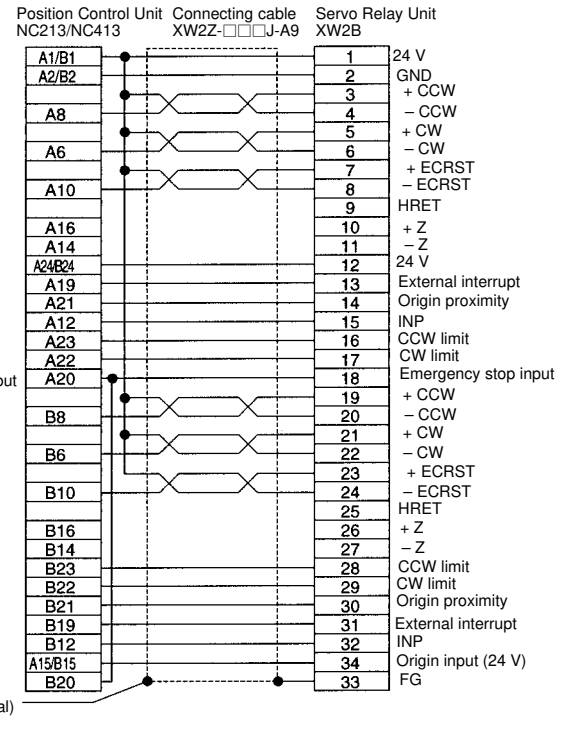 Position Control Unit Connecting cable Servo Relay Unit
NC213/NC413 XW2Z-□□□J-A9 XW2B
A1/B1 1 24 V
A2/B2 2 GND
3 + CCW
A8 4 – CCW
5 + CW
A6 6 – CW
7 + ECRST
A10 8 – ECRST
9 HRET
A16 10 + Z
A14 11 – Z
A24/B24 12 24 V
A19 13 External interrupt
A21 14 Origin proximity
A12 15 INP
A23 16 CCW limit
A22 17 CW limit
out A20 18 Emergency stop input
19 + CCW
B8 20 – CCW
21 + CW
B6 22 – CW
23 + ECRST
B10 24 – ECRST
25 HRET
B16 26 + Z
B14 27 – Z
B23 28 CCW limit
B22 29 CW limit
B21 30 Origin proximity
B19 31 External interrupt
B12 32 INP
A15/B15 34 Origin input (24 V)
B20 33 FG
al)